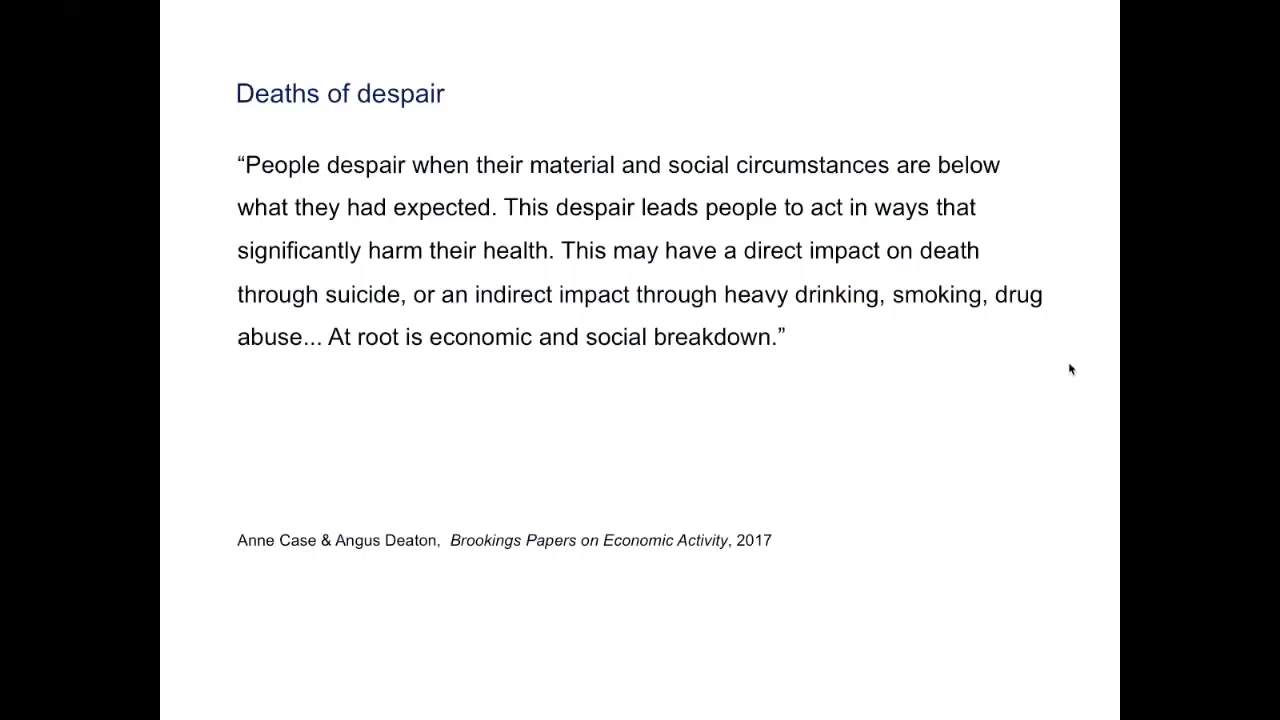 Deaths of despair
“People despair when their material and social circumstances are below
what they had expected. This despair leads people to act in ways that
significantly harm their health. This may have a direct impact on death
through suicide, or an indirect impact through heavy drinking, smoking, drug
abuse... At root is economic and social breakdown.”
Anne Case & Angus Deaton, Brookings Papers on Economic Activity, 2017